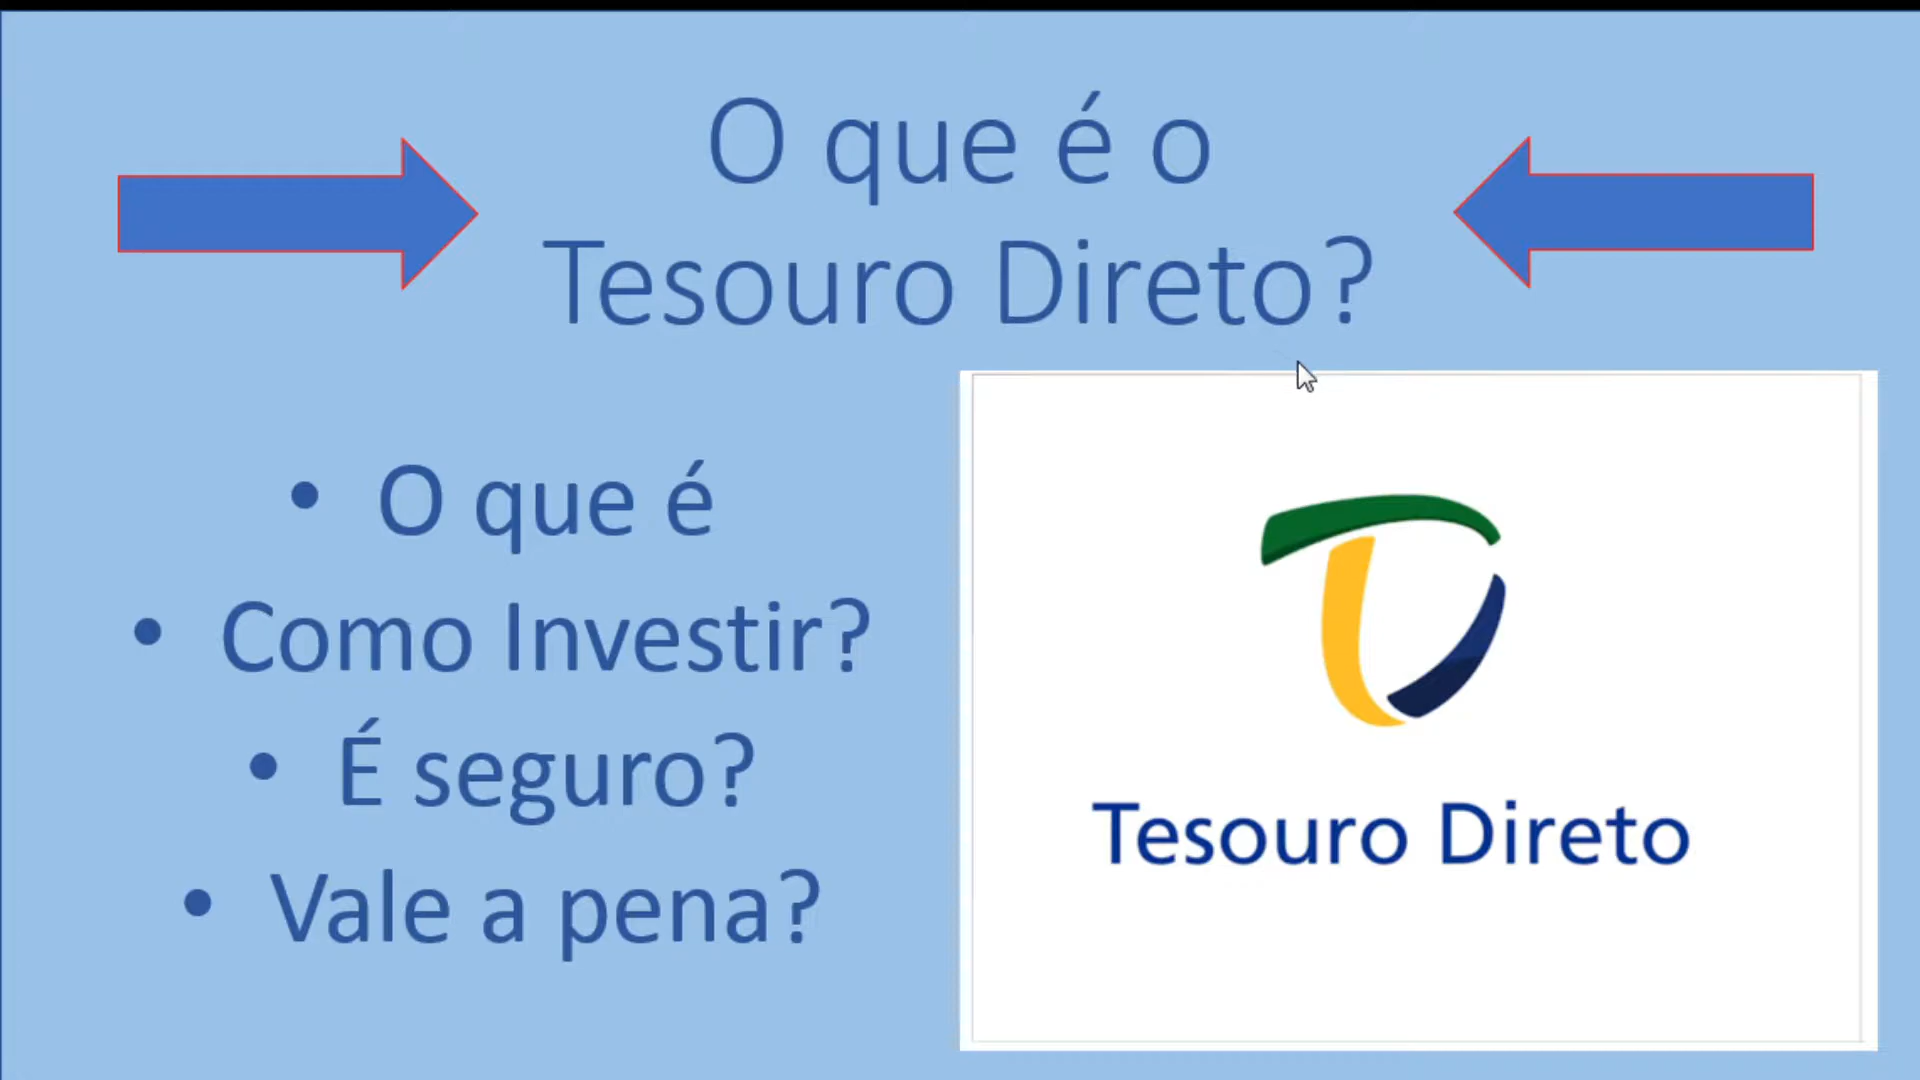 O que é o
Tesouro Direto?
• O que é
• Como Investir?
• É seguro?
• Vale a pena?
Tesouro Direto